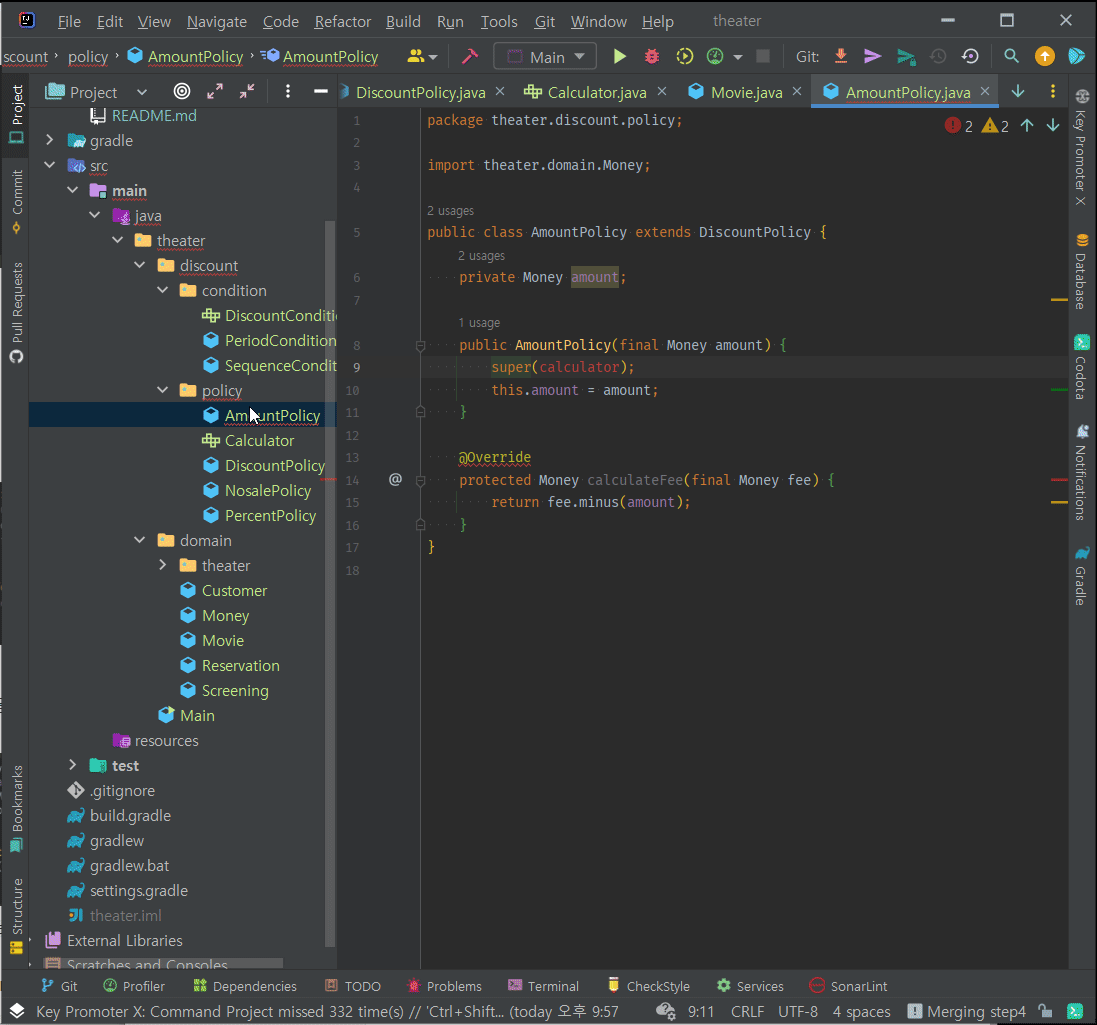 File Edit View Navigate Code Refactor Build Run Tools Git Window Help theater
scount policy AmountPolicy AmountPolicy Main Git:
Project DiscountPolicy.java Calculator.java Movie.java AmountPolicy.java
README.md
gradle
src
main
java
theater
discount
condition
DiscountConditi
PeriodCondition
SequenceCondit
policy
AmountPolicy
Calculator
DiscountPolicy
NosalePolicy
PercentPolicy
domain
theater
Customer
Money
Movie
Reservation
Screening
Main
resources
test
.gitignore
build.gradle
gradlew
gradlew.bat
settings.gradle
theater.iml
External Libraries
Scratches and Consoles
Project
Commit
Pull Requests
Bookmarks
Structure
2 2
1 package theater.discount.policy;
2
3 import theater.domain.Money;
4
2 usages
5 public class AmountPolicy extends DiscountPolicy {
2 usages
6 private Money amount;
7
1 usage
8 public AmountPolicy(final Money amount) {
9 super(calculator);
10 this.amount = amount;
11 }
12
13 @Override
14 @ protected Money calculateFee(final Money fee) {
15 return fee.minus(amount);
16 }
17 }
18
Key Promoter X
Database
Codota
Notifications
Gradle
Git Profiler Dependencies TODO Problems Terminal CheckStyle Services SonarLint
Key Promoter X: Command Project missed 332 time(s) // 'Ctrl+Shift... (today 오후 9:57 9:11 CRLF UTF-8 4 spaces Merging step4